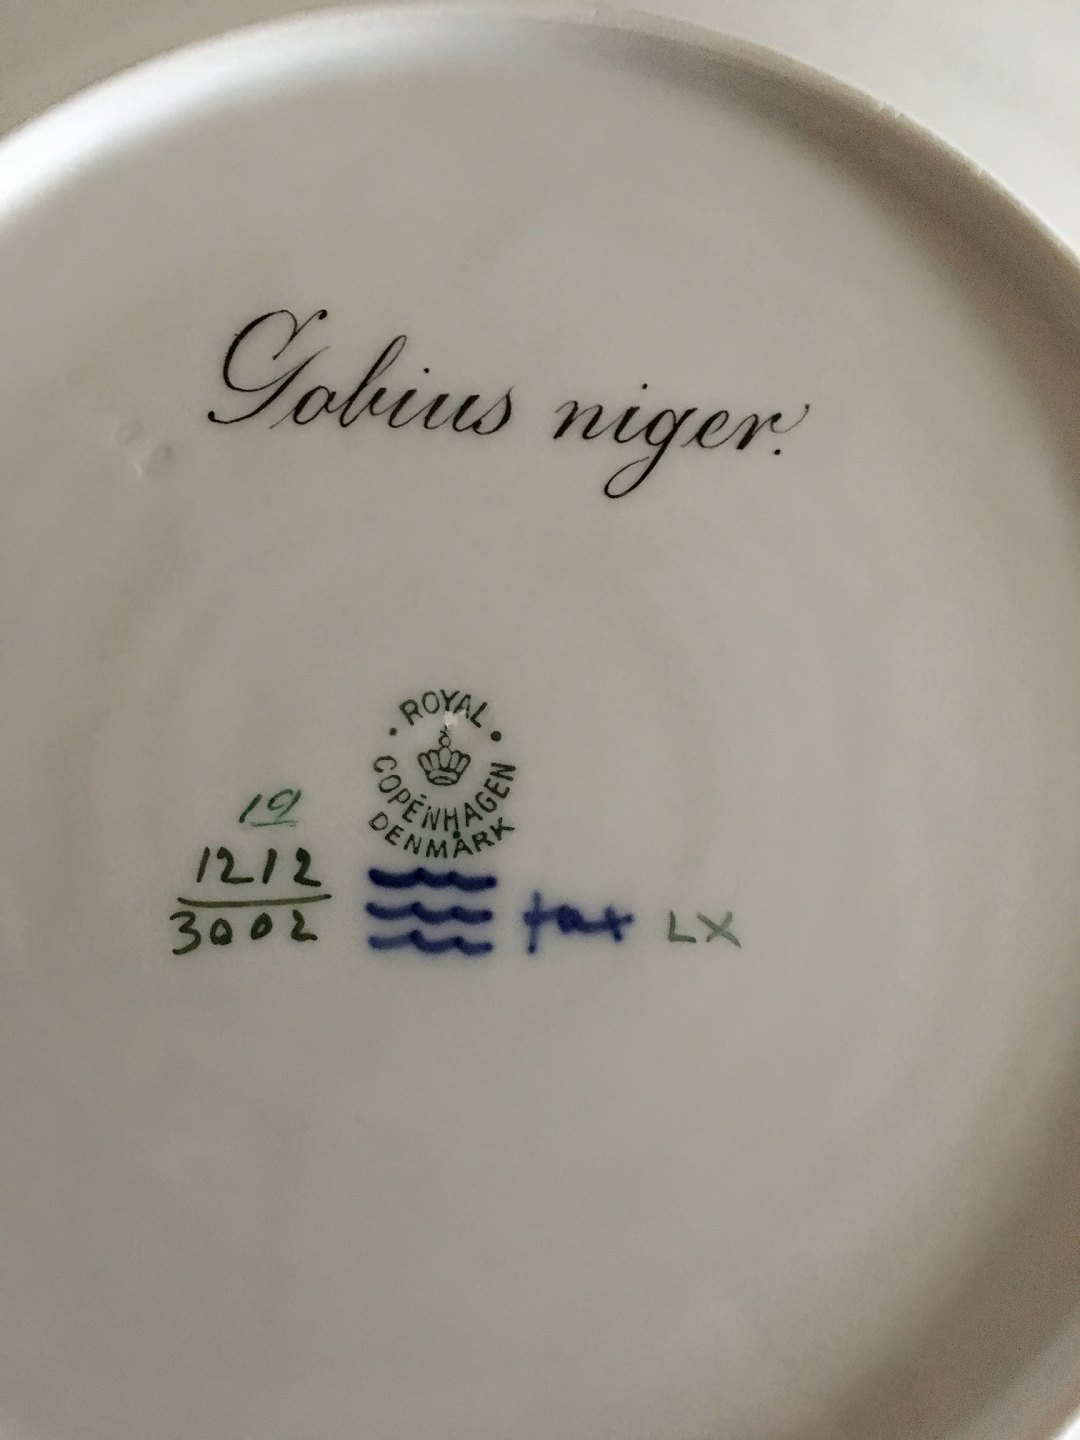 Gobius niger.
ROYAL
COPENHAGEN
DENMARK
19
1212
3002
LX